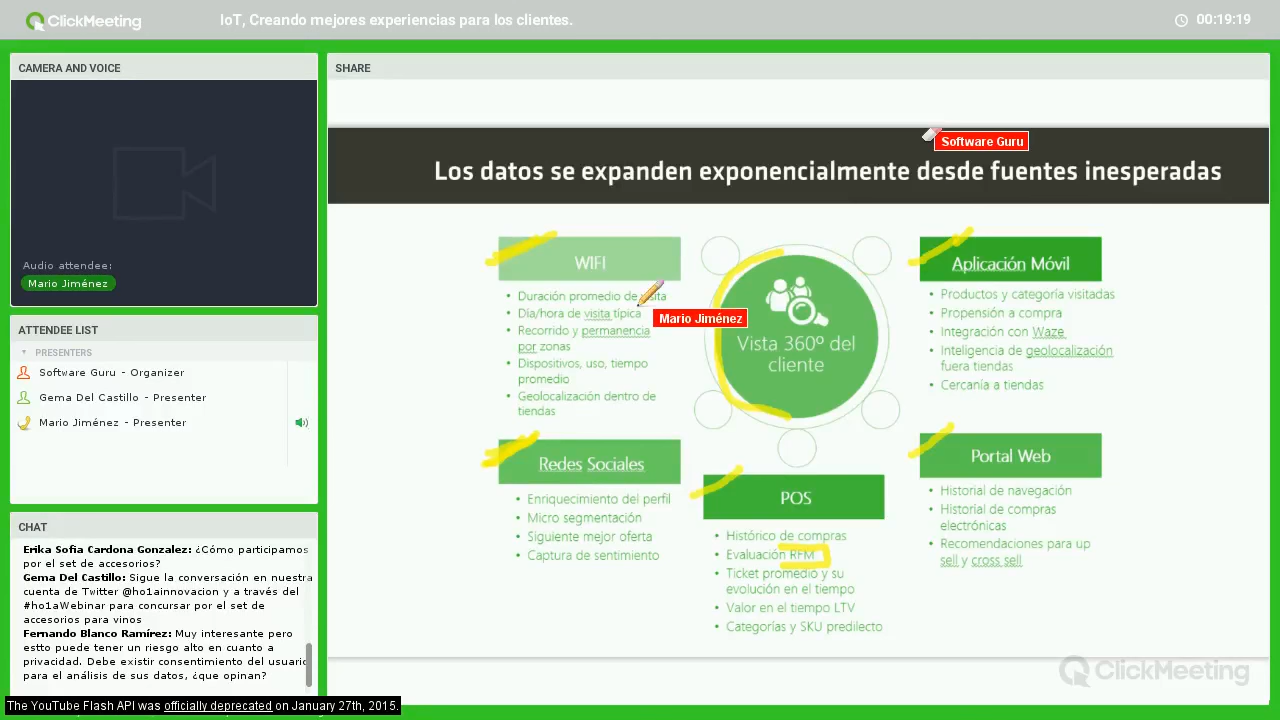 ClickMeeting
IoT, Creando mejores experiencias para los clientes.
00:19:19
CAMERA AND VOICE
Audio attendee:
Mario Jiménez
ATTENDEE LIST
PRESENTERS
Software Guru - Organizer
Gema Del Castillo - Presenter
Mario Jiménez - Presenter
CHAT
Erika Sofia Cardona Gonzalez: ¿Cómo participamos
por el set de accesorios?
Gema Del Castillo: Sigue la conversación en nuestra
cuenta de Twitter @ho1ainnovacion y a través del
#ho1aWebinar para concursar por el set de
accesorios para vinos
Fernando Blanco Ramírez: Muy interesante pero
estto puede tener un riesgo alto en cuanto a
privacidad. Debe existir consentimiento del usuario
para el análisis de sus datos, ¿que opinan?
The YouTube Flash API was officially deprecated on January 27th, 2015.
SHARE
Software Guru
Los datos se expanden exponencialmente desde fuentes inesperadas
WIFI
• Duración promedio de visita
• Día/hora de visita típica
• Recorrido y permanencia
por zonas
• Dispositivos, uso, tiempo
promedio
• Geolocalización dentro de
tiendas
Mario Jiménez
Vista 360º del
cliente
Aplicación Móvil
• Productos y categoría visitadas
• Propensión a compra
• Integración con Waze
• Inteligencia de geolocalización
fuera tiendas
• Cercanía a tiendas
Redes Sociales
• Enriquecimiento del perfil
• Micro segmentación
• Siguiente mejor oferta
• Captura de sentimiento
POS
• Histórico de compras
• Evaluación RFM
• Ticket promedio y su
evolución en el tiempo
• Valor en el tiempo LTV
• Categorías y SKU predilecto
Portal Web
• Historial de navegación
• Historial de compras
electrónicas
• Recomendaciones para up
sell y cross sell
ClickMeeting